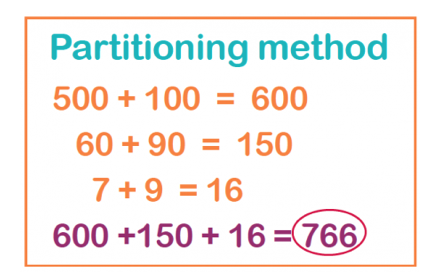 Partitioning method
500 + 100 = 600
60 + 90 = 150
7 + 9 = 16
600 +150 + 16 = 766